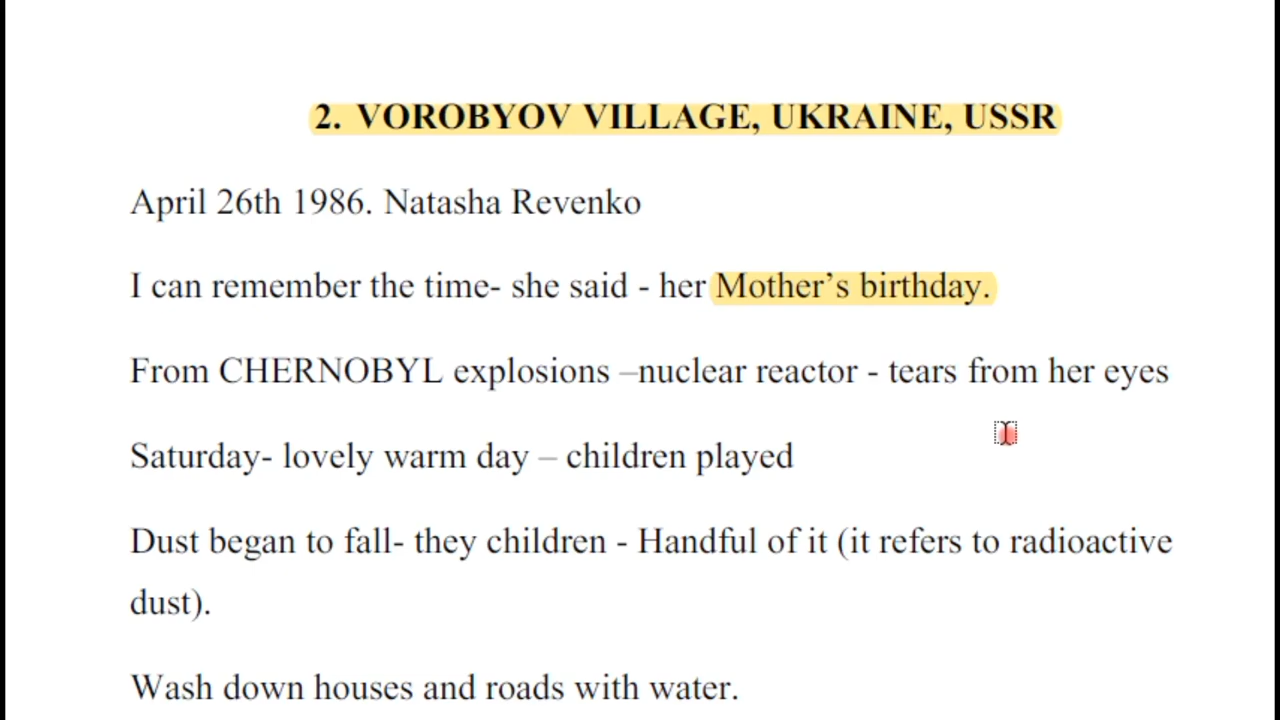 2. VOROBYOV VILLAGE, UKRAINE, USSR
April 26th 1986. Natasha Revenko
I can remember the time- she said - her Mother’s birthday.
From CHERNOBYL explosions –nuclear reactor - tears from her eyes
Saturday- lovely warm day – children played
Dust began to fall- they children - Handful of it (it refers to radioactive
dust).
Wash down houses and roads with water.